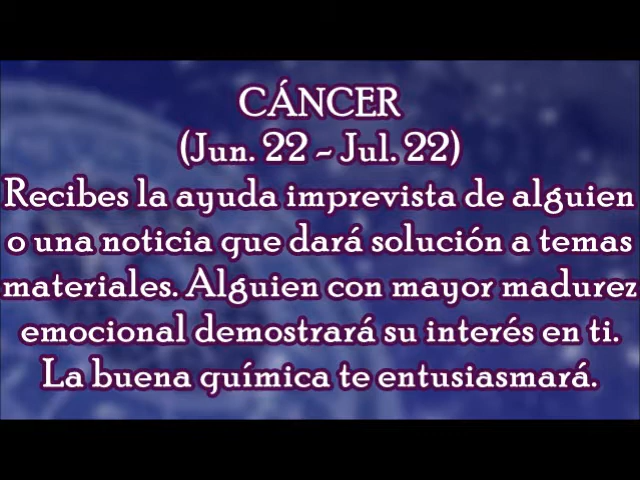 CÁNCER
(Jun. 22 - Jul. 22)
Recibes la ayuda imprevista de alguien
o una noticia que dará solución a temas
materiales. Alguien con mayor madurez
emocional demostrará su interés en ti.
La buena química te entusiasmará.